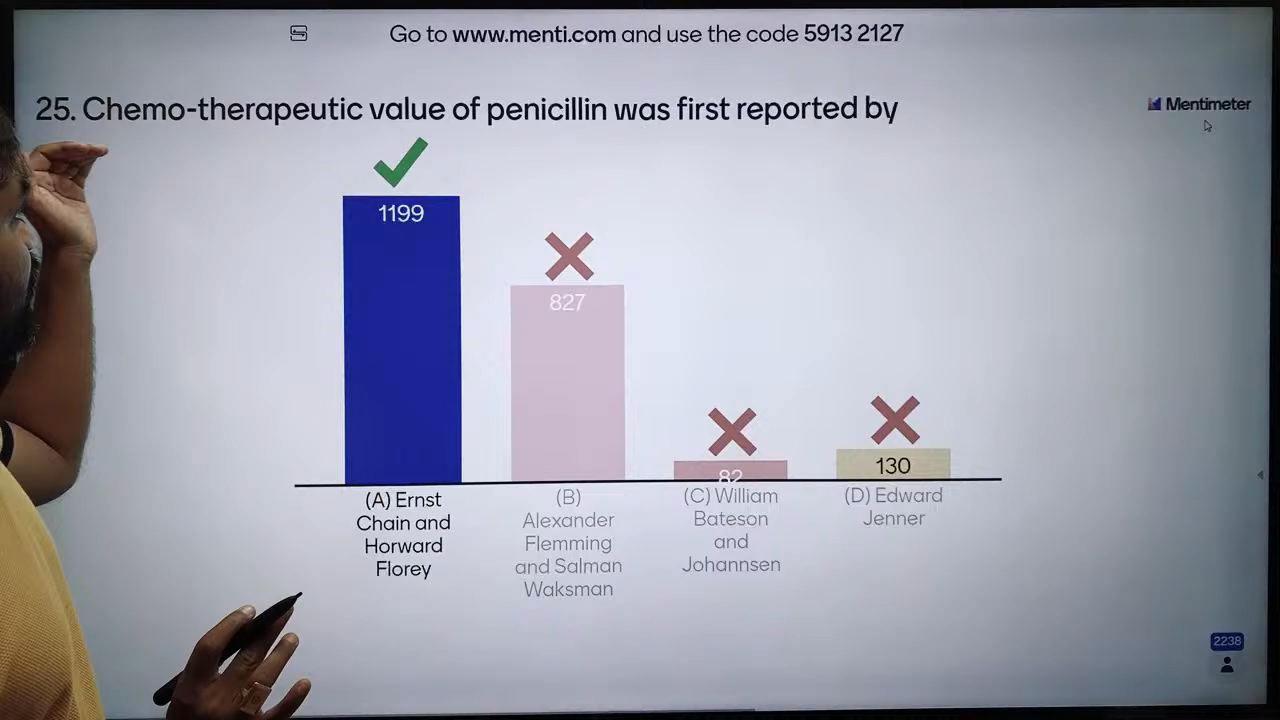 Go to www.menti.com and use the code 5913 2127
25. Chemo-therapeutic value of penicillin was first reported by
Mentimeter
1199
827
82
130
(A) Ernst
Chain and
Horward
Florey
(B)
Alexander
Flemming
and Salman
Waksman
(C) William
Bateson
and
Johannsen
(D) Edward
Jenner
2238